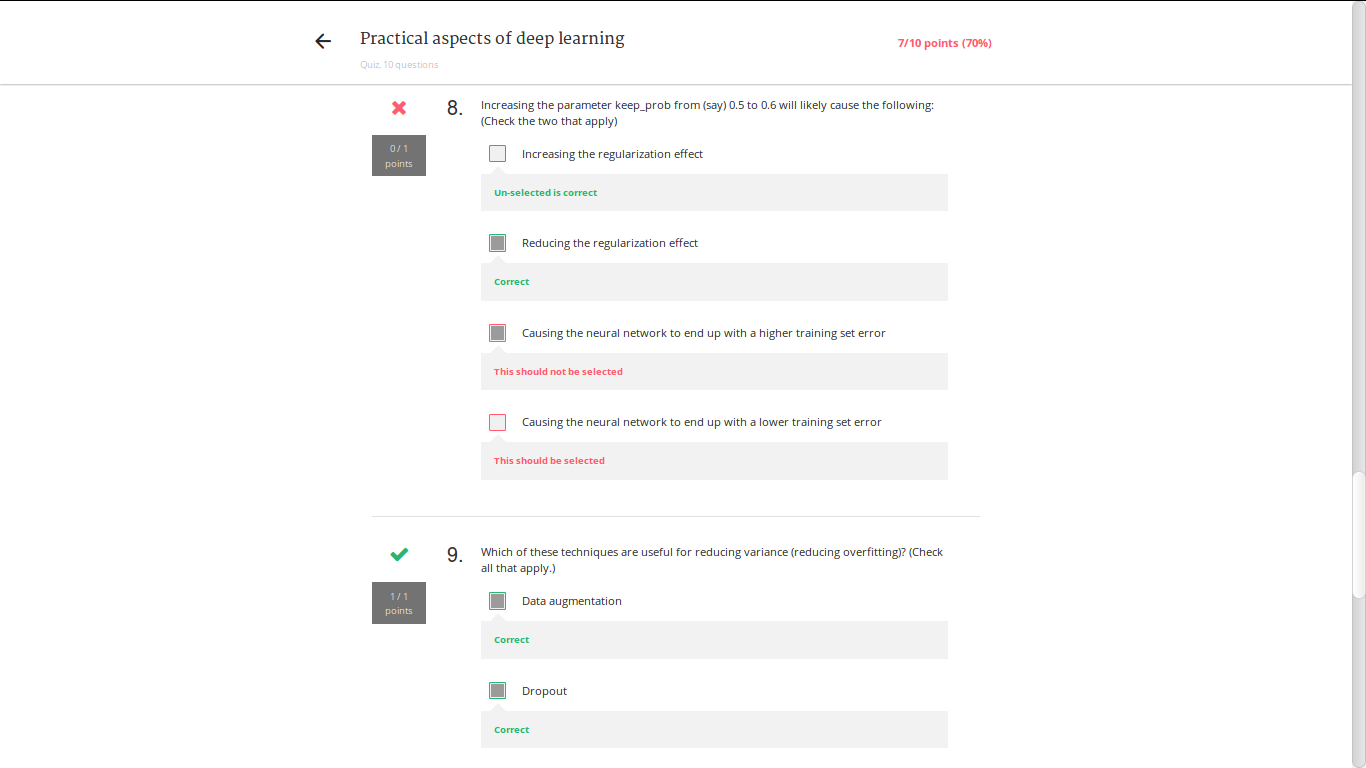 Practical aspects of deep learning
7/10 points (70%)
Quiz, 10 questions
8.
Increasing the parameter keep_prob from (say) 0.5 to 0.6 will likely cause the following:
(Check the two that apply)
0 / 1
points
Increasing the regularization effect
Un-selected is correct
Reducing the regularization effect
Correct
Causing the neural network to end up with a higher training set error
This should not be selected
Causing the neural network to end up with a lower training set error
This should be selected
9.
Which of these techniques are useful for reducing variance (reducing overfitting)? (Check
all that apply.)
1 / 1
points
Data augmentation
Correct
Dropout
Correct